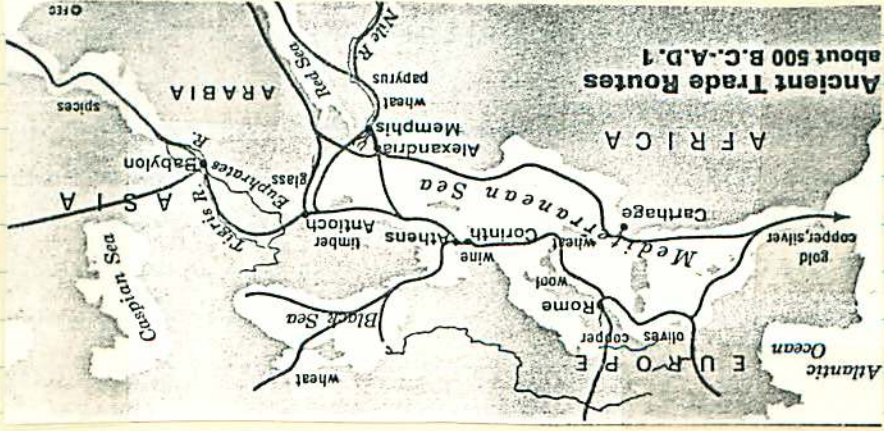 Atlantic
Ocean
EUROPE
wheat
olives
copper
Rome
Black Sea
Caspian Sea
gold
copper, silver
wool
wheat
wine
Corinth
Athens
timber
Antioch
Tigris R.
ASIA
Mediterranean Sea
Carthage
glass
Euphrates R.
Babylon
AFRICA
Alexandria
Memphis
wheat
papyrus
Nile R.
Red Sea
ARABIA
spices
Ancient Trade Routes
about 500 B.C.-A.D.1
©FEC